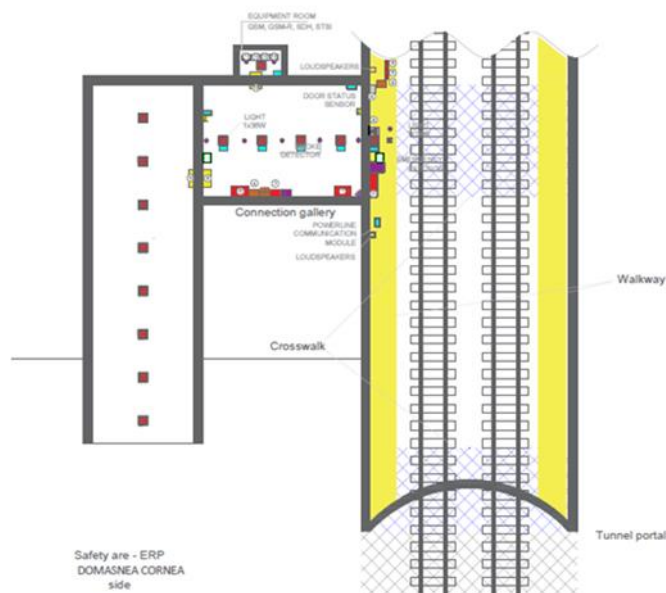 EQUIPMENT ROOM
GSM, GSM-R, SDH, STSI
LOUDSPEAKERS
DOOR STATUS
SENSOR
LIGHT
DETECTOR
Connection gallery
POWERLINE
COMMUNICATION
MODULE
LOUDSPEAKERS
Walkway
Crosswalk
Tunnel portal
Safety are - ERP
DOMASNEA CORNEA
side